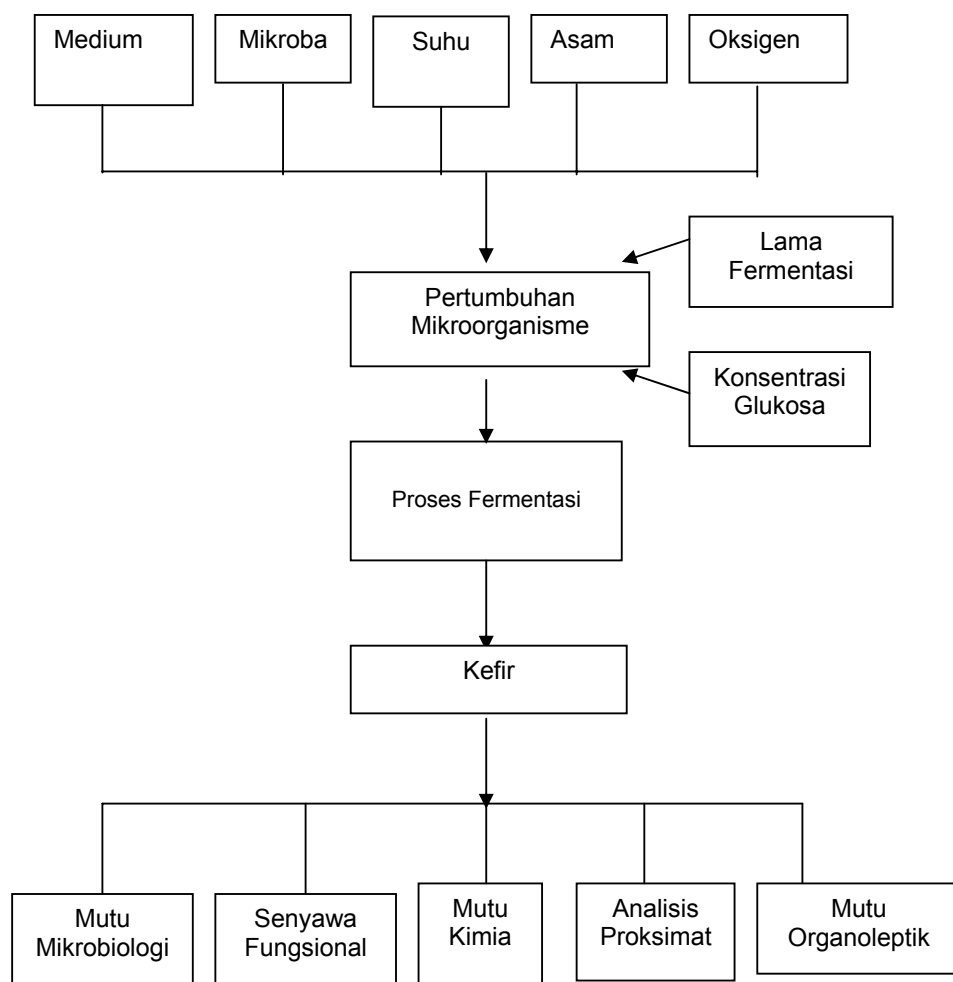 Medium
Mikroba
Suhu
Asam
Oksigen
Lama
Fermentasi
Pertumbuhan
Mikroorganisme
Konsentrasi
Glukosa
Proses Fermentasi
Kefir
Mutu
Mikrobiologi
Senyawa
Fungsional
Mutu
Kimia
Analisis
Proksimat
Mutu
Organoleptik